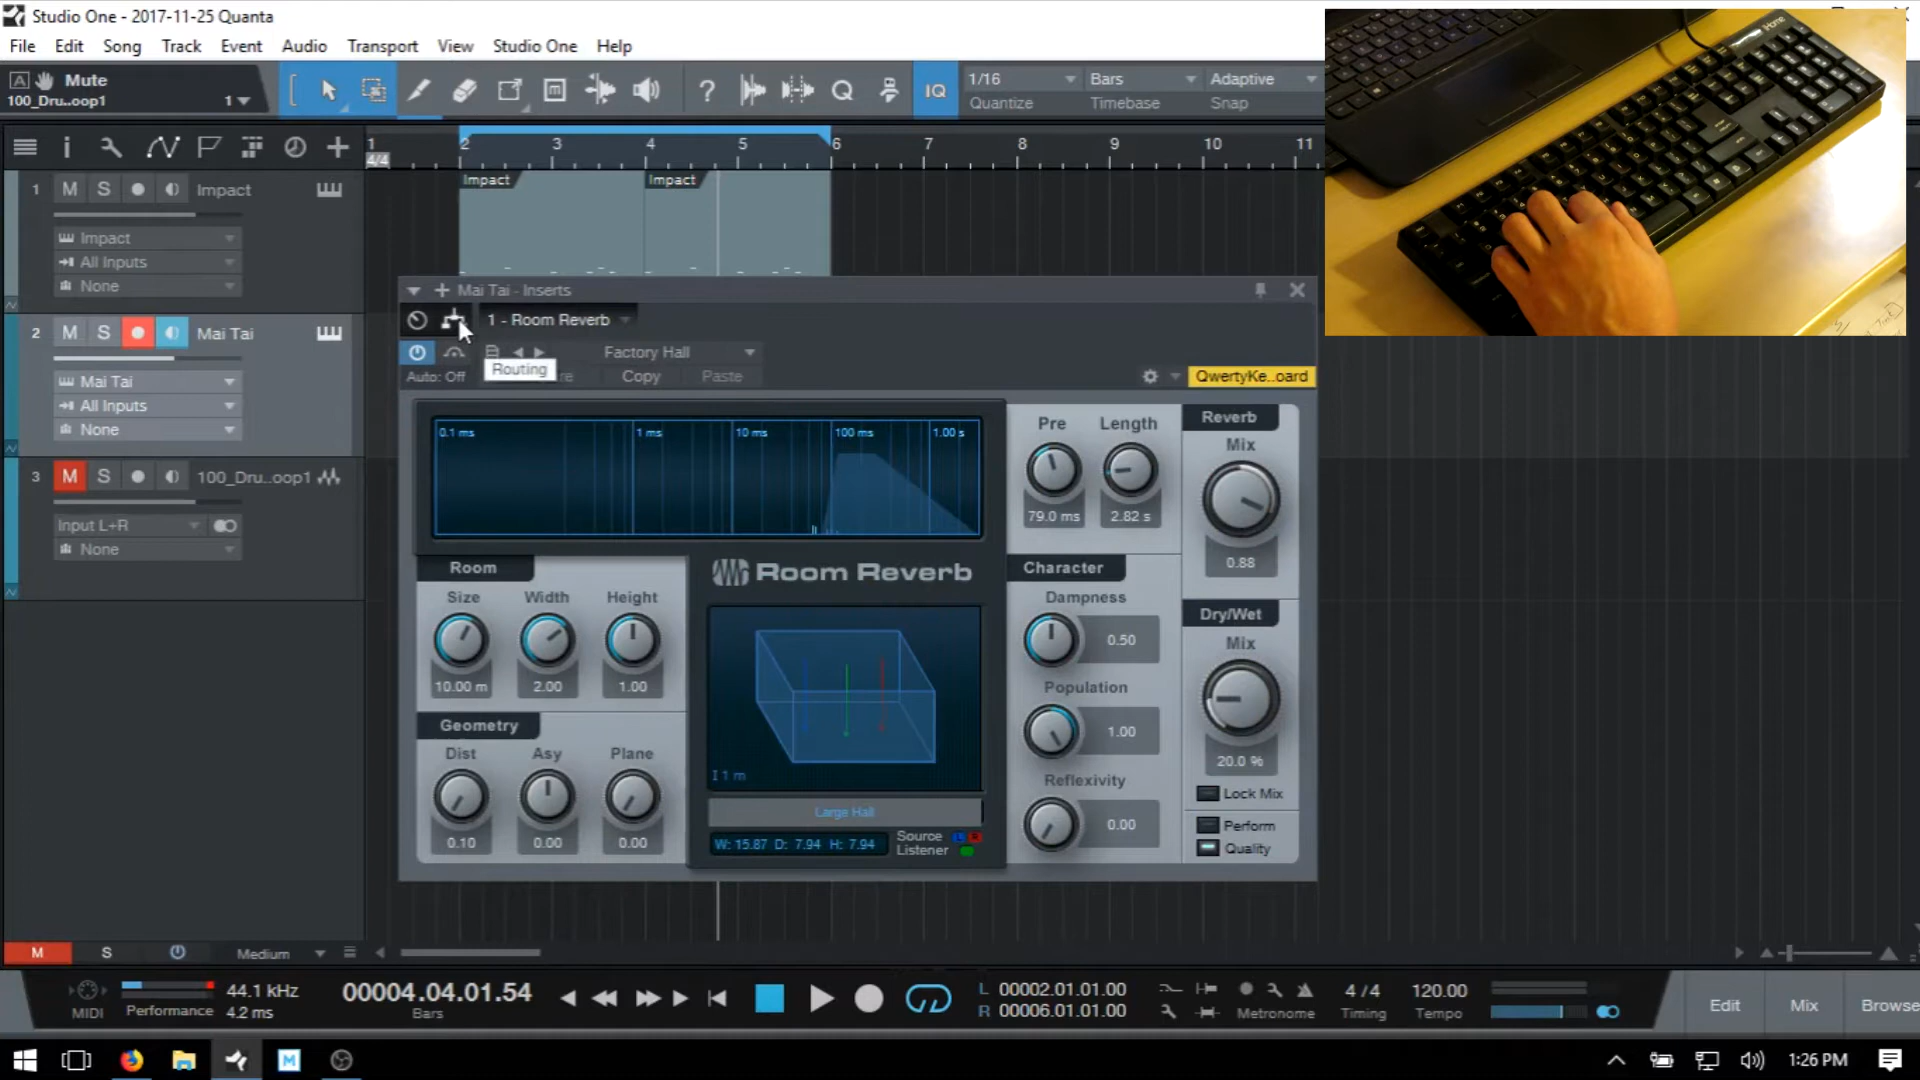 Studio One - 2017-11-25 Quanta
File Edit Song Track Event Audio Transport View Studio One Help
A Mute
100_Dru..oop1 1
IQ
1/16 Bars Adaptive
Quantize Timebase Snap
1 2 3 4 5 6 7 8 9 10 11
4/4
Impact Impact
1 M S Impact
Impact
All Inputs
None
2 M S Mai Tai
Mai Tai
All Inputs
None
3 M S 100_Dru...oop1
Input L+R
None
Mai Tai - Inserts
1 - Room Reverb
Factory Hall
Routing
Auto: Off Copy Paste
QwertyKe..oard
0.1 ms 1 ms 10 ms 100 ms 1.00 s
Pre Length
79.0 ms 2.82 s
Reverb
Mix
0.88
Room
Size Width Height
10.00 m 2.00 1.00
Room Reverb
Character
Dampness
0.50
Population
1.00
Reflexivity
0.00
Dry/Wet
Mix
20.0 %
Lock Mix
Perform
Quality
Geometry
Dist Asy Plane
0.10 0.00 0.00
1 m
Large Hall
W: 15.87 D: 7.94 H: 7.94
Source L R
Listener
M S Medium
MIDI Performance 44.1 kHz
4.2 ms
00004.04.01.54
Bars
L 00002.01.01.00
R 00006.01.01.00
Metronome
4 / 4
Timing
120.00
Tempo
Edit Mix Browse
M
1:26 PM
iHome